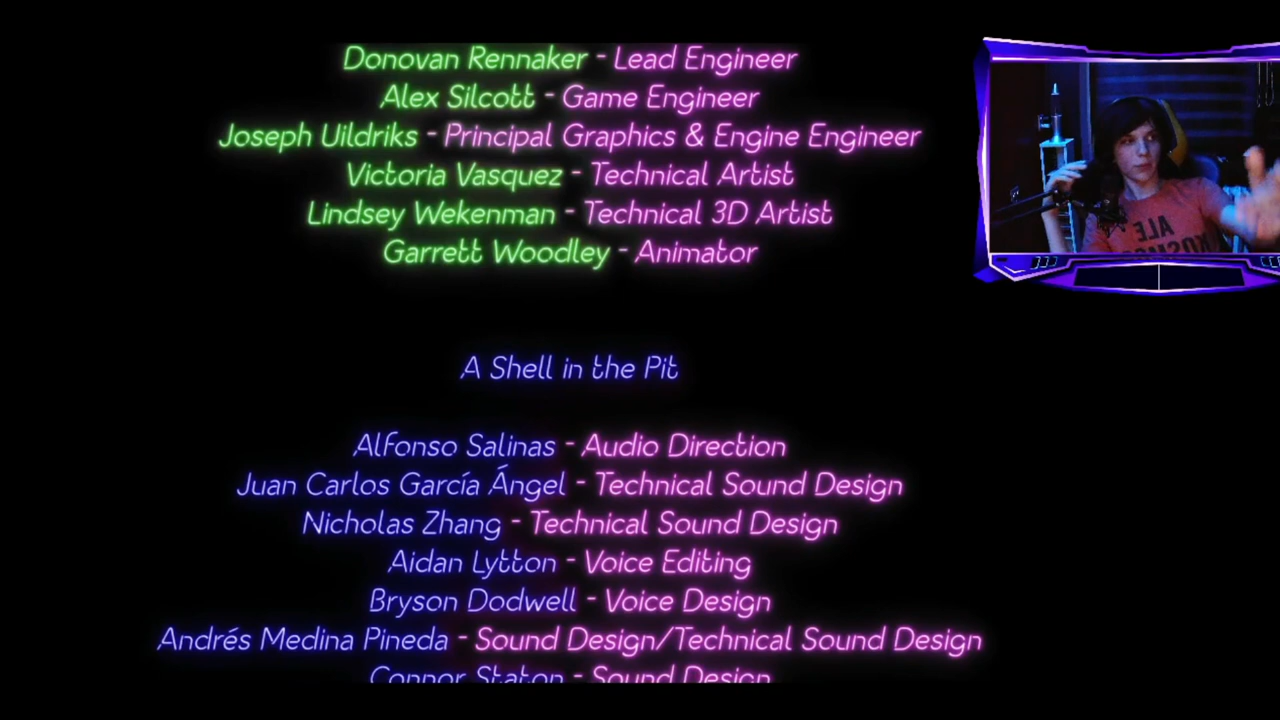 Donovan Rennaker - Lead Engineer
Alex Silcott - Game Engineer
Joseph Uildriks - Principal Graphics & Engine Engineer
Victoria Vasquez - Technical Artist
Lindsey Wekenman - Technical 3D Artist
Garrett Woodley - Animator
A Shell in the Pit
Alfonso Salinas - Audio Direction
Juan Carlos García Ángel - Technical Sound Design
Nicholas Zhang - Technical Sound Design
Aidan Lytton - Voice Editing
Bryson Dodwell - Voice Design
Andrés Medina Pineda - Sound Design/Technical Sound Design
Connor Staton - Sound Design
ALE